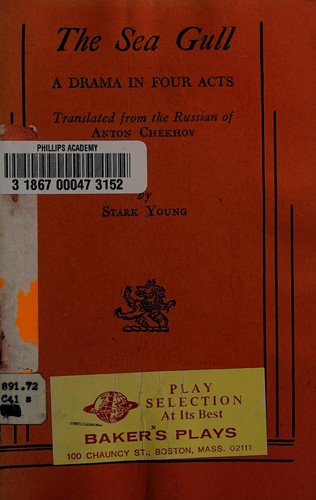 The Sea Gull
A DRAMA IN FOUR ACTS
Translated from the Russian of
ANTON CHEKHOV
PHILLIPS ACADEMY
3 1867 00047 3152
by
STARK YOUNG
891.72
C41 s
PLAY
SELECTION
At Its Best
BAKER'S PLAYS
100 CHAUNCY ST., BOSTON, MASS. 02111